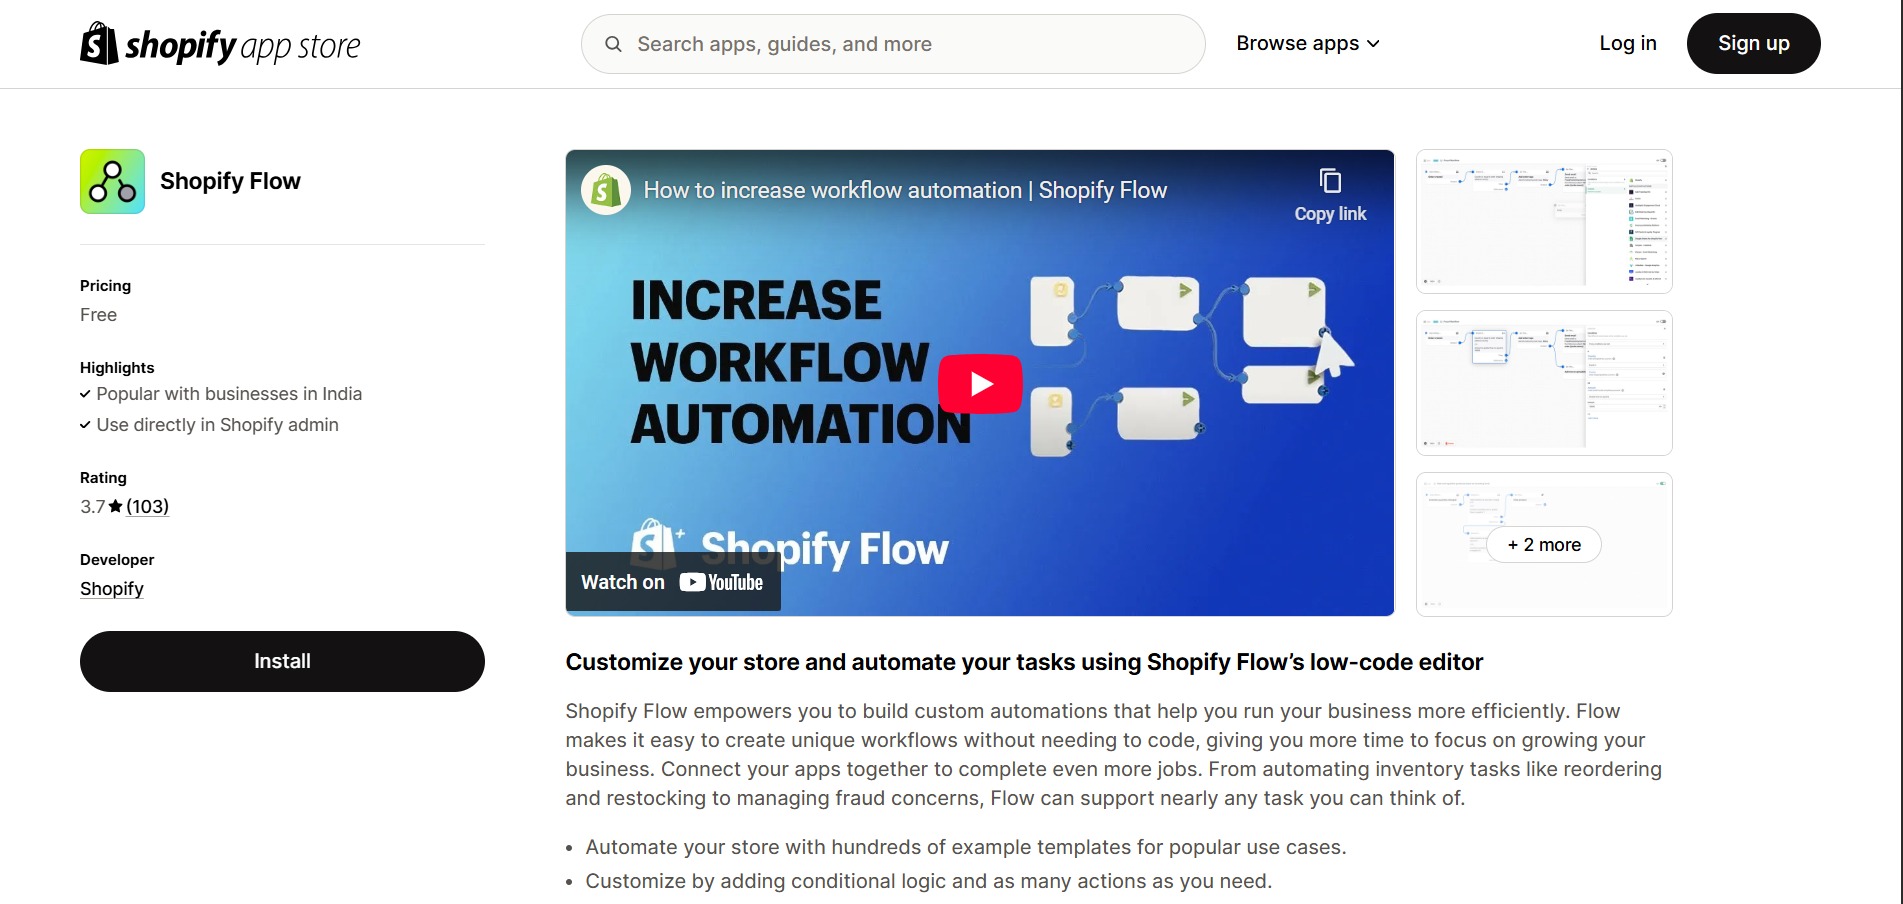 shopify app store
Search apps, guides, and more
Browse apps
Log in
Sign up
Shopify Flow
Pricing
Free
Highlights
Popular with businesses in India
Use directly in Shopify admin
Rating
3.7★ (103)
Developer
Shopify
Install
How to increase workflow automation | Shopify Flow
Copy link
INCREASE
WORKFLOW
AUTOMATION
Shopify Flow
Watch on YouTube
+ 2 more
Customize your store and automate your tasks using Shopify Flow’s low-code editor
Shopify Flow empowers you to build custom automations that help you run your business more efficiently. Flow
makes it easy to create unique workflows without needing to code, giving you more time to focus on growing your
business. Connect your apps together to complete even more jobs. From automating inventory tasks like reordering
and restocking to managing fraud concerns, Flow can support nearly any task you can think of.
• Automate your store with hundreds of example templates for popular use cases.
• Customize by adding conditional logic and as many actions as you need.